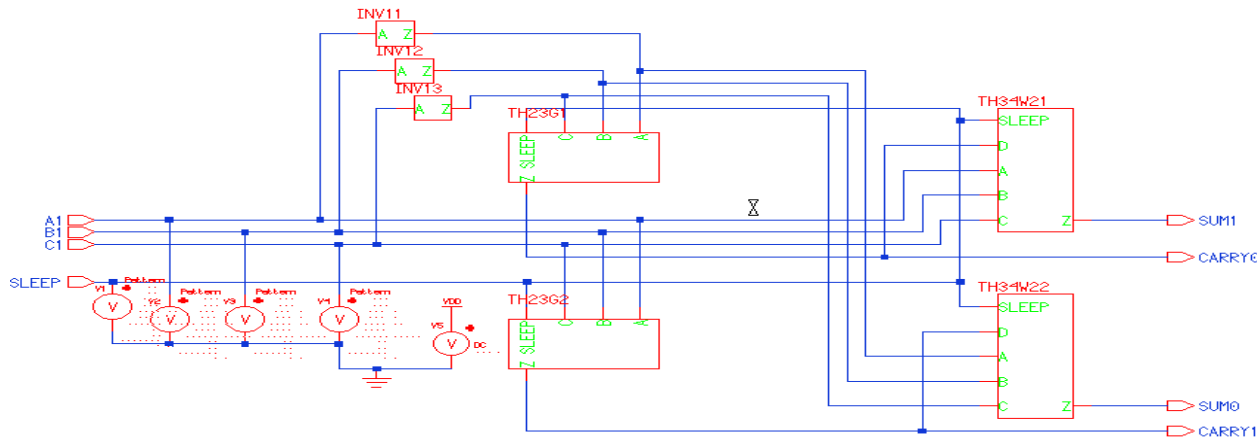 INV11
A Z
INV12
A Z
INV13
A Z
TH23G1
Z SLEEP C B A
TH34W21
SLEEP
D
A
B
C
Z
SUM1
CARRY0
A1
B1
C1
SLEEP
V1 Pattern
V
V2 Pattern
V
V3 Pattern
V
V4
V
VDD
V5
V
DC
TH23G2
Z SLEEP C B A
TH34W22
SLEEP
D
A
B
C
Z
SUM0
CARRY1